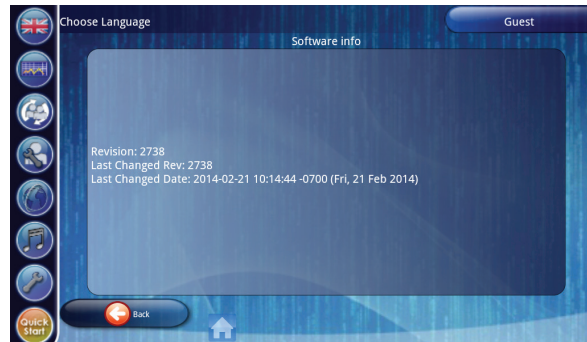 Choose Language
Guest
Software info
Revision: 2738
Last Changed Rev: 2738
Last Changed Date: 2014-02-21 10:14:44 -0700 (Fri, 21 Feb 2014)
Back
Quick
Start